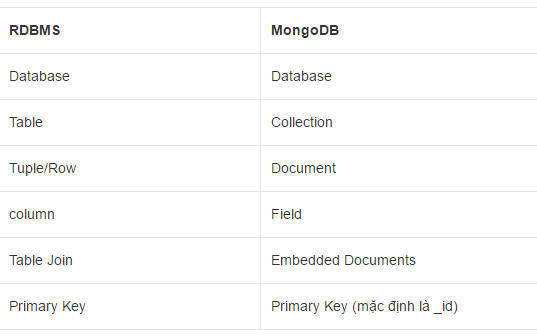 RDBMS MongoDB
Database Database
Table Collection
Tuple/Row Document
column Field
Table Join Embedded Documents
Primary Key Primary Key (mặc định là _id)